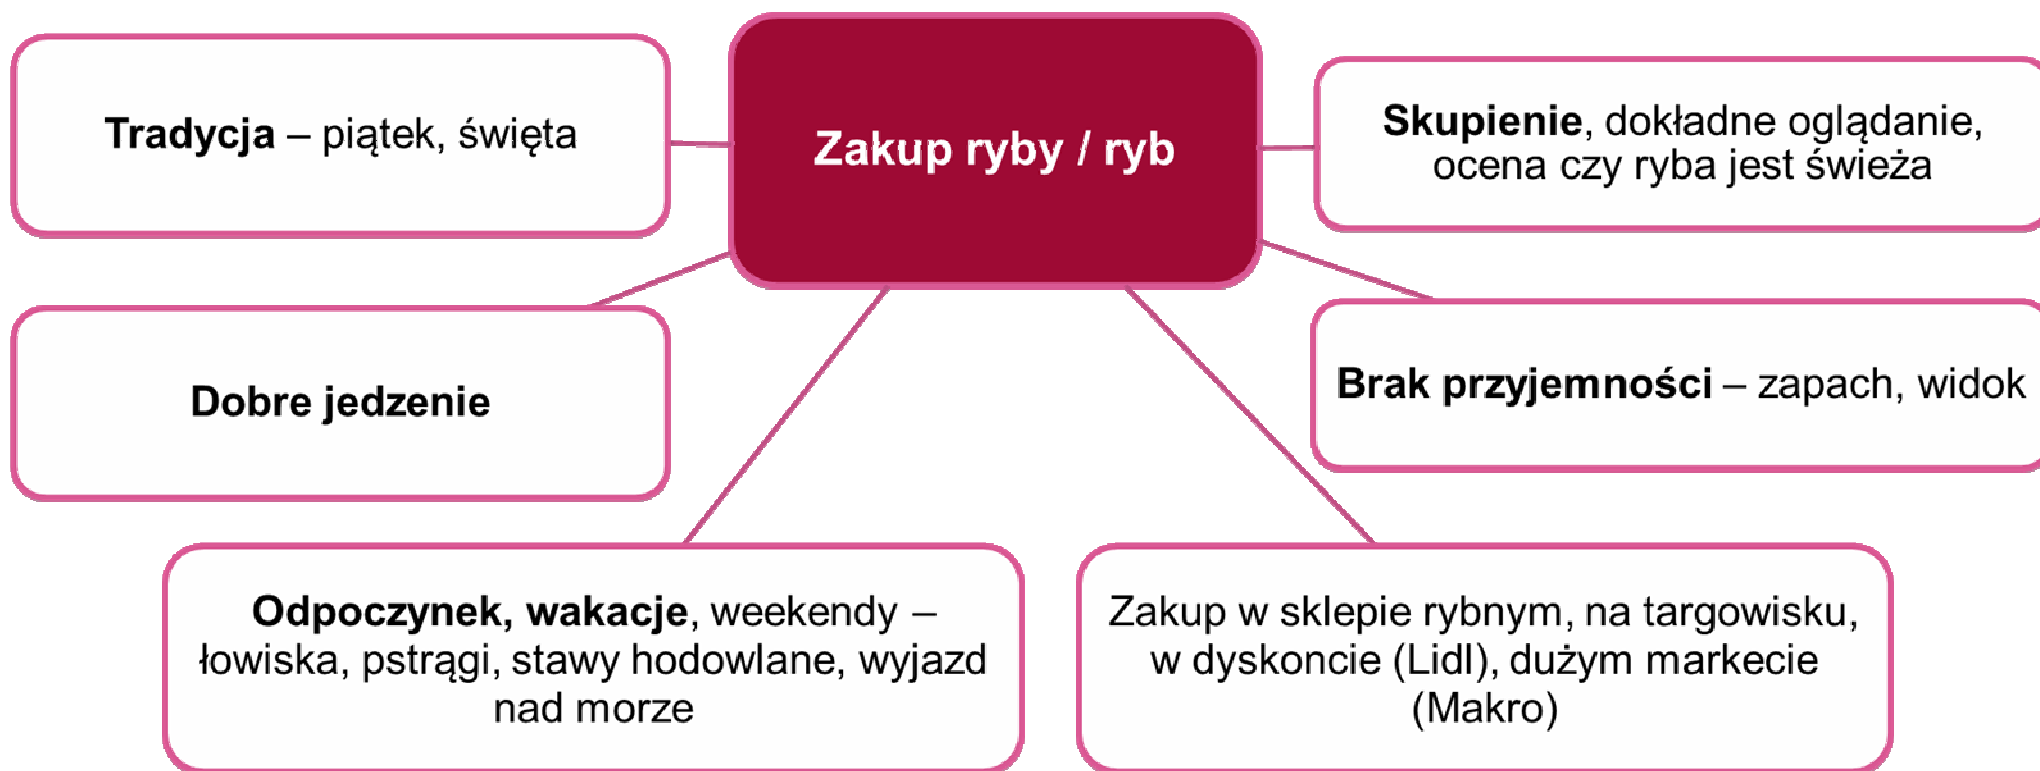 Tradycja – piątek, święta
Zakup ryby / ryb
Skupienie, dokładne oglądanie,
ocena czy ryba jest świeża
Dobre jedzenie
Brak przyjemności – zapach, widok
Odpoczynek, wakacje, weekendy –
łowiska, pstrągi, stawy hodowlane, wyjazd
nad morze
Zakup w sklepie rybnym, na targowisku,
w dyskoncie (Lidl), dużym markecie
(Makro)